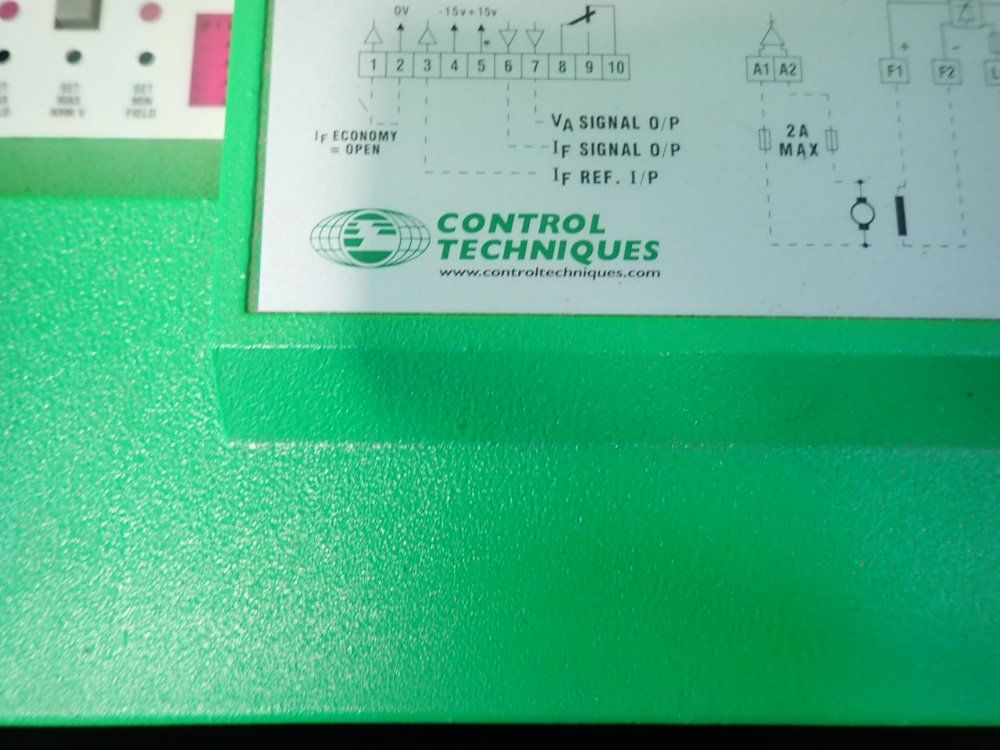 0V -15v +15v
1 2 3 4 5 6 7 8 9 10
A1 A2
F1 F2
+ -
SET MIN FIELD
IF ECONOMY
= OPEN
VA SIGNAL O/P
IF SIGNAL O/P
IF REF. I/P
2A
MAX
CONTROL
TECHNIQUES
www.controltechniques.com